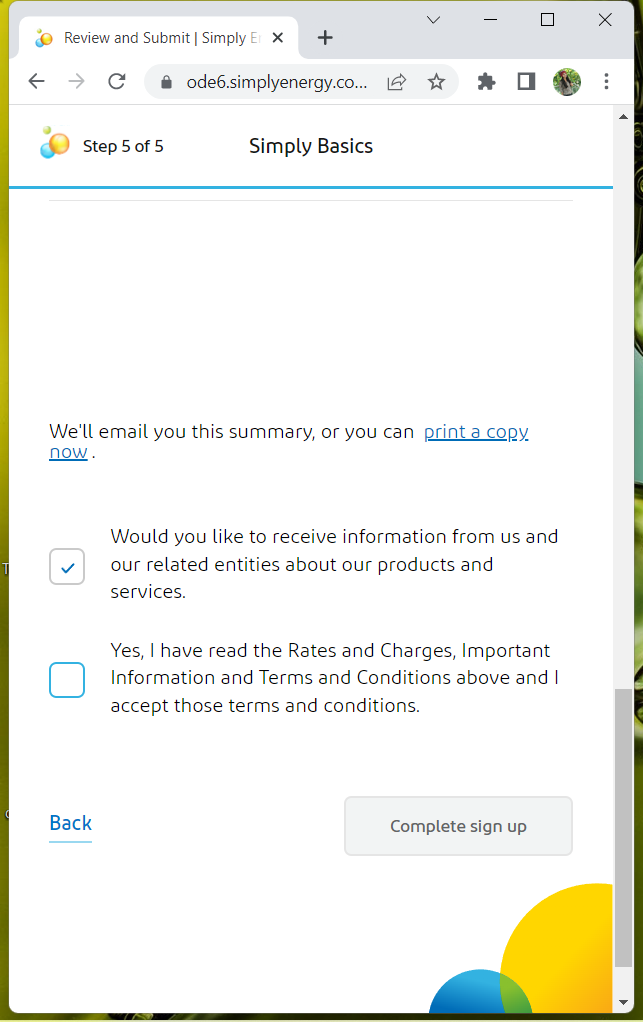 Review and Submit | Simply E
ode6.simplyenergy.co...
Step 5 of 5
Simply Basics
We'll email you this summary, or you can print a copy
now .
Would you like to receive information from us and
our related entities about our products and
services.
Yes, I have read the Rates and Charges, Important
Information and Terms and Conditions above and I
accept those terms and conditions.
Back
Complete sign up